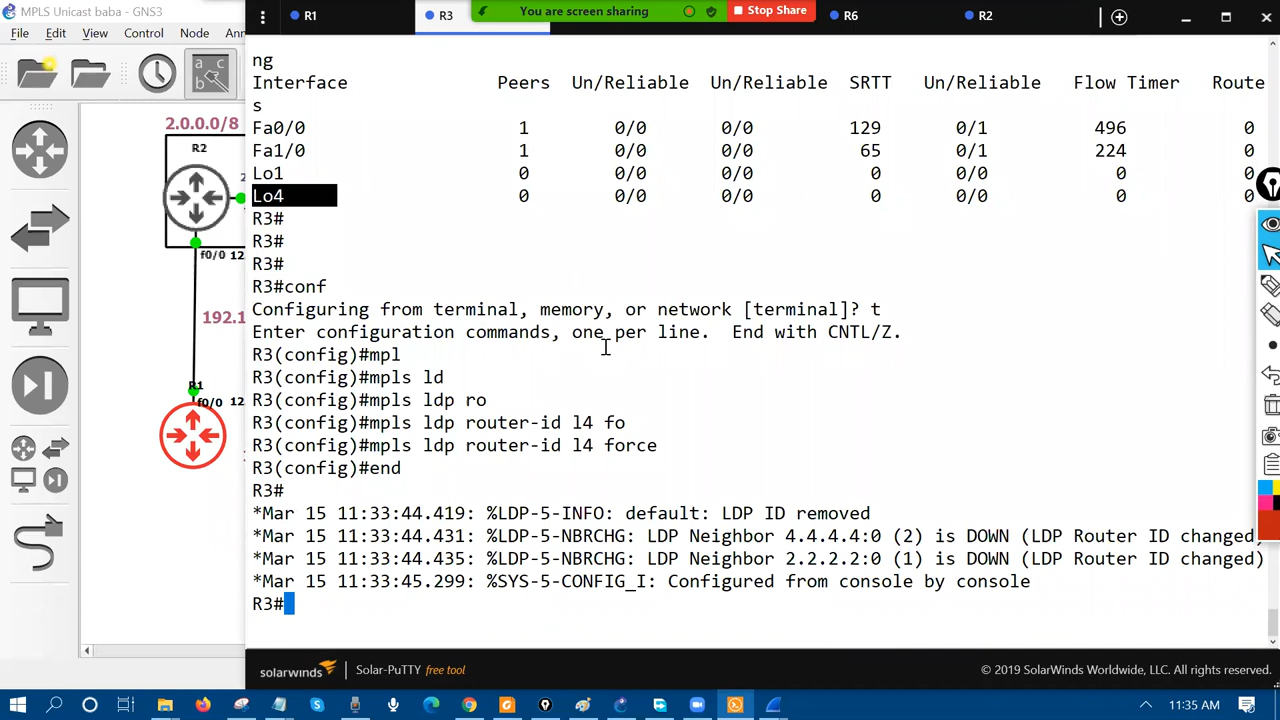 MPLS Unicast baba - GNS3
File Edit View Control Node Ann
2.0.0.0/8
R2
2
f0/0 12
192.1
R1
f0/0 12
R1
R3
You are screen sharing
Stop Share
R6
R2
ng
Interface Peers Un/Reliable Un/Reliable SRTT Un/Reliable Flow Timer Route
s
Fa0/0 1 0/0 0/0 129 0/1 496 0
Fa1/0 1 0/0 0/0 65 0/1 224 0
Lo1 0 0/0 0/0 0 0/0 0 0
Lo4 0 0/0 0/0 0 0/0 0 0
R3#
R3#
R3#
R3#conf
Configuring from terminal, memory, or network [terminal]? t
Enter configuration commands, one per line. End with CNTL/Z.
R3(config)#mpl
R3(config)#mpls ld
R3(config)#mpls ldp ro
R3(config)#mpls ldp router-id l4 fo
R3(config)#mpls ldp router-id l4 force
R3(config)#end
R3#
*Mar 15 11:33:44.419: %LDP-5-INFO: default: LDP ID removed
*Mar 15 11:33:44.431: %LDP-5-NBRCHG: LDP Neighbor 4.4.4.4:0 (2) is DOWN (LDP Router ID changed)
*Mar 15 11:33:44.435: %LDP-5-NBRCHG: LDP Neighbor 2.2.2.2:0 (1) is DOWN (LDP Router ID changed)
*Mar 15 11:33:45.299: %SYS-5-CONFIG_I: Configured from console by console
R3#
solarwinds
Solar-PuTTY free tool
© 2019 SolarWinds Worldwide, LLC. All rights reserved.
11:35 AM